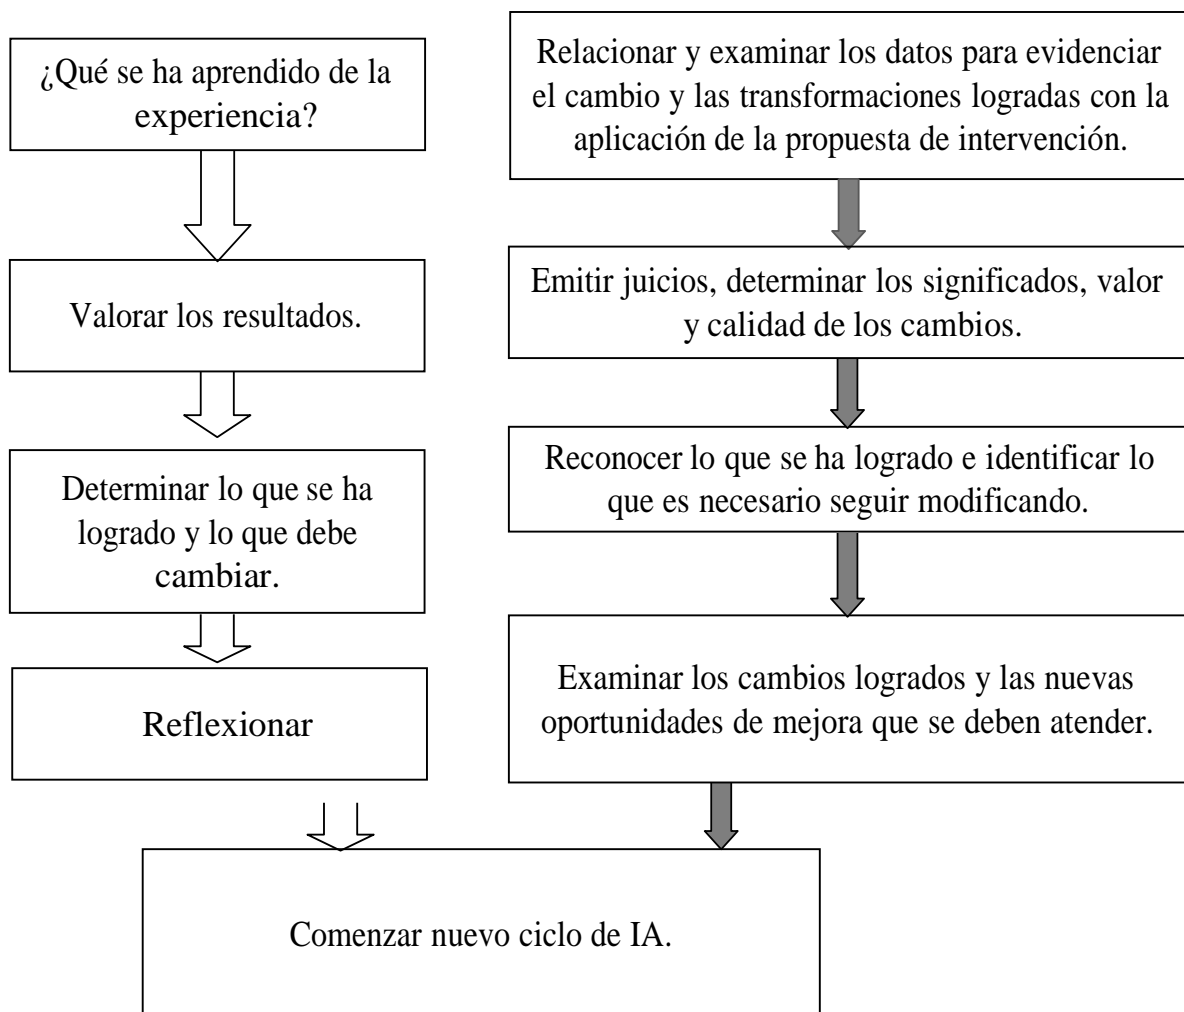 ¿Qué se ha aprendido de la
experiencia?
Valorar los resultados.
Determinar lo que se ha
logrado y lo que debe
cambiar.
Reflexionar
Relacionar y examinar los datos para evidenciar
el cambio y las transformaciones logradas con la
aplicación de la propuesta de intervención.
Emitir juicios, determinar los significados, valor
y calidad de los cambios.
Reconocer lo que se ha logrado e identificar lo
que es necesario seguir modificando.
Examinar los cambios logrados y las nuevas
oportunidades de mejora que se deben atender.
Comenzar nuevo ciclo de IA.